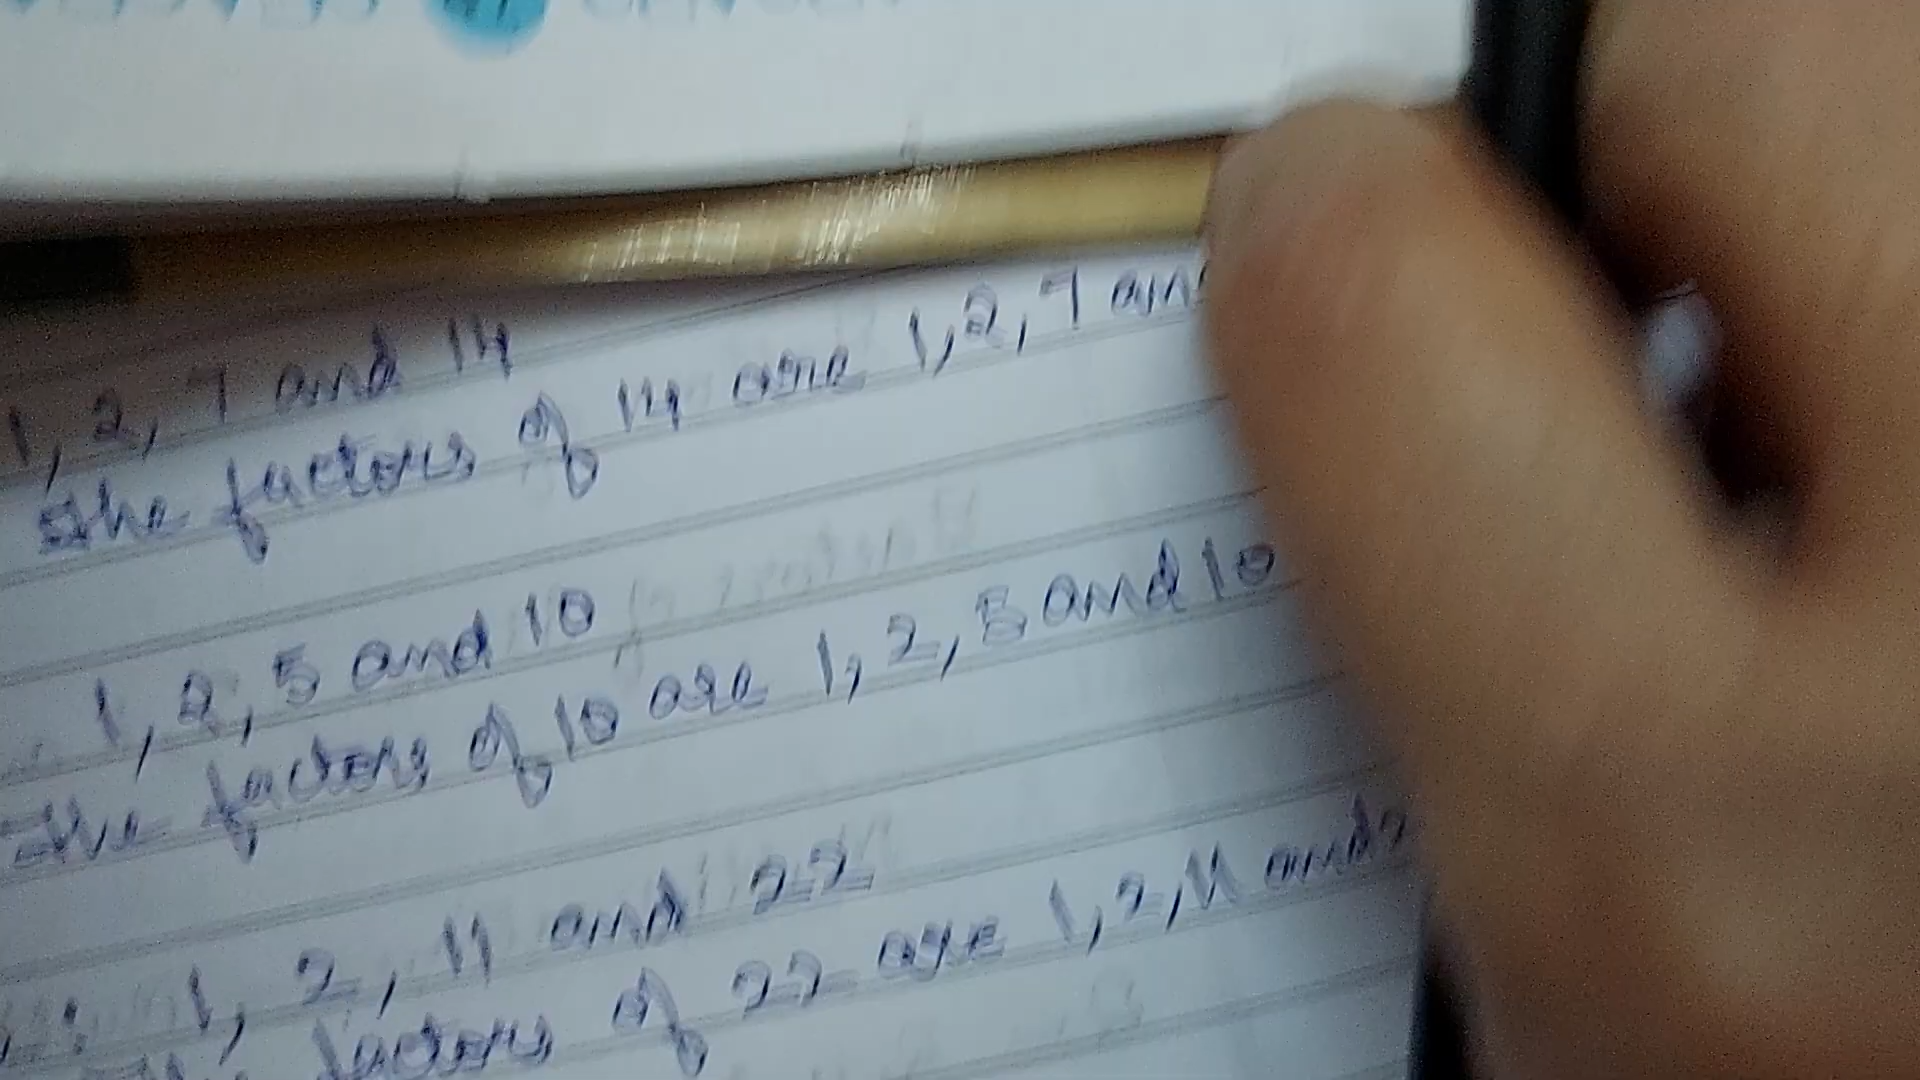 1, 2, 7 and 14
The factors of 14 are 1, 2, 7 an
1, 2, 5 and 10
The factors of 10 are 1, 2, 5 and 10
1, 2, 11 and 22
factors of 22 are 1, 2, 11 and 2